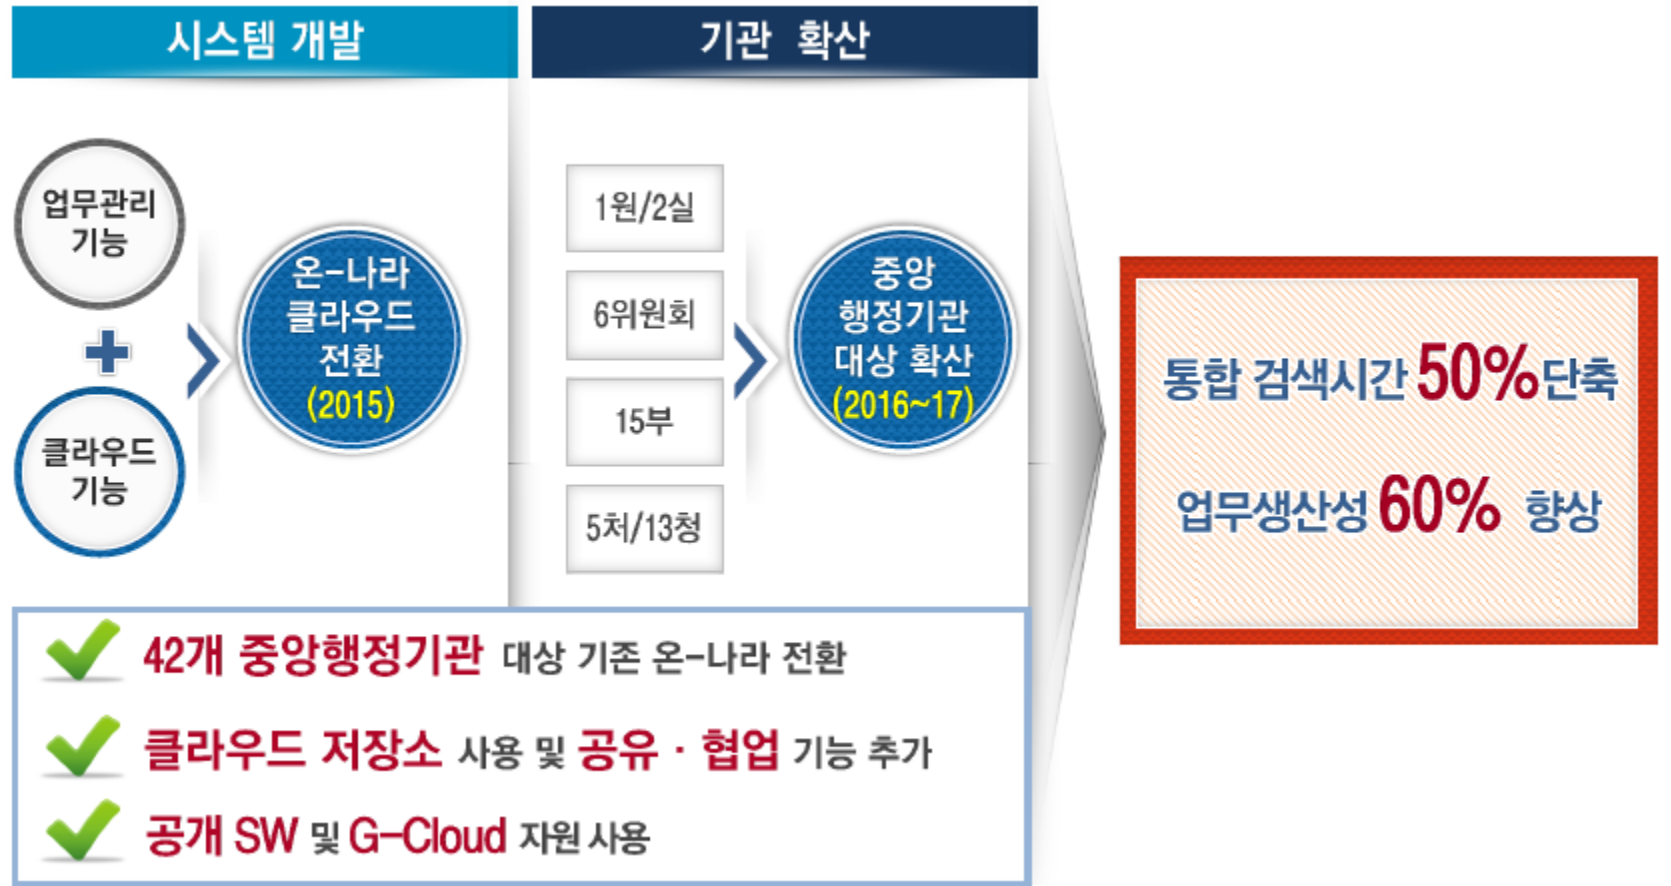 시스템 개발
업무관리
기능
클라우드
기능
온-나라
클라우드
전환
(2015)
기관 확산
1원/2실
6위원회
15부
5처/13청
중앙
행정기관
대상 확산
(2016~17)
42개 중앙행정기관 대상 기존 온-나라 전환
클라우드 저장소 사용 및 공유 · 협업 기능 추가
공개 SW 및 G-Cloud 자원 사용
통합 검색시간 50% 단축
업무생산성 60% 향상